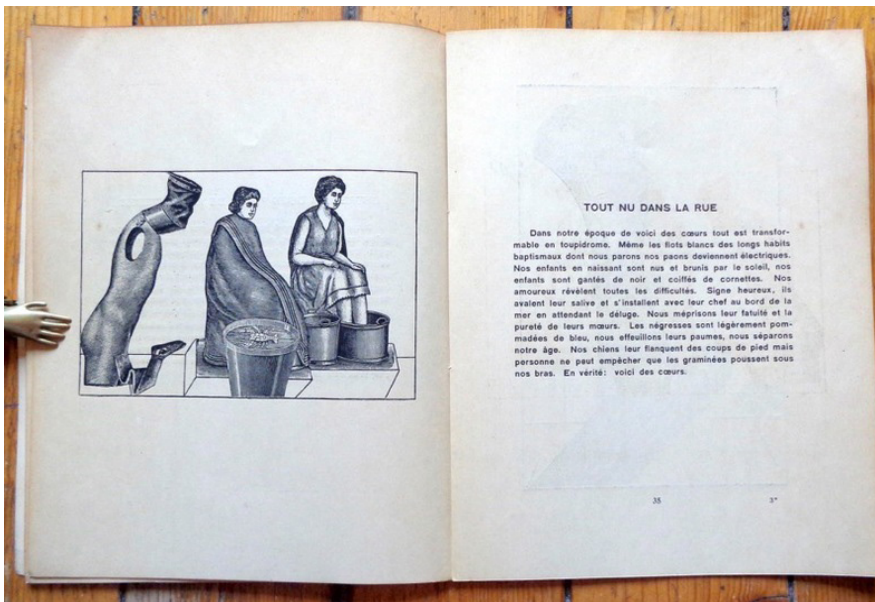 TOUT NU DANS LA RUE
Dans notre époque de voici des cœurs tout est transfor-
mable en toupidrome. Même les flots blancs des longs habits
baptismaux dont nous parons nos paons deviennent électriques.
Nos enfants en naissant sont nus et brunis par le soleil, nos
enfants sont gantés de noir et coiffés de cornettes. Nos
amoureux révèlent toutes les difficultés. Signe heureux, ils
avalent leur salive et s'installent avec leur chef au bord de la
mer en attendant le déluge. Nous méprisons leur fatuité et la
pureté de leurs mœurs. Les négresses sont légèrement pom-
madées de bleu, nous effeuillons leurs paumes, nous séparons
notre âge. Nos chiens leur flanquent des coups de pied mais
personne ne peut empêcher que les graminées poussent sous
nos bras. En vérité: voici des cœurs.
35 3*